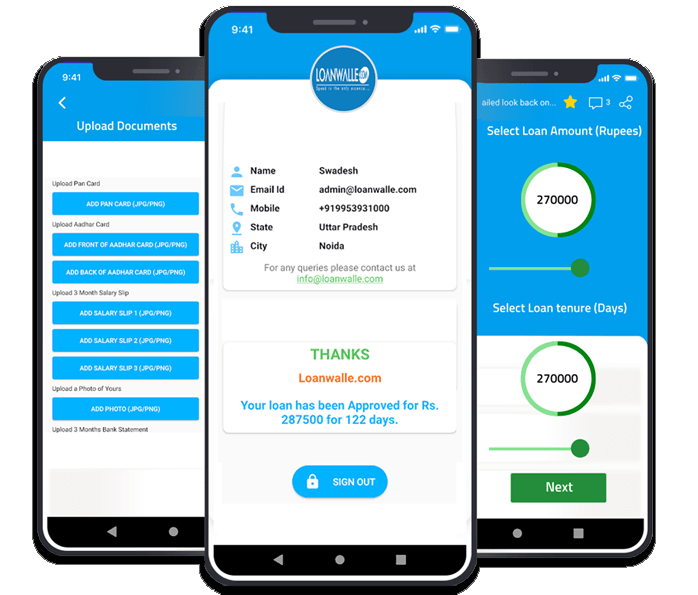 9:41
Upload Documents
Upload Pan Card
ADD PAN CARD (JPG/PNG)
Upload Aadhar Card
ADD FRONT OF AADHAR CARD (JPG/PNG)
ADD BACK OF AADHAR CARD (JPG/PNG)
Upload 3 Month Salary Slip
ADD SALARY SLIP 1 (JPG/PNG)
ADD SALARY SLIP 2 (JPG/PNG)
ADD SALARY SLIP 3 (JPG/PNG)
Upload a Photo of Yours
ADD PHOTO (JPG/PNG)
Upload 3 Months Bank Statement
9:41
LOANWALLE
Name Swadesh
Email Id admin@loanwalle.com
Mobile +919953931000
State Uttar Pradesh
City Noida
For any queries please contact us at
info@loanwalle.com
THANKS
Loanwalle.com
Your loan has been Approved for Rs.
287500 for 122 days.
SIGN OUT
ailed look back on... 3
Select Loan Amount (Rupees)
270000
Select Loan tenure (Days)
270000
Next